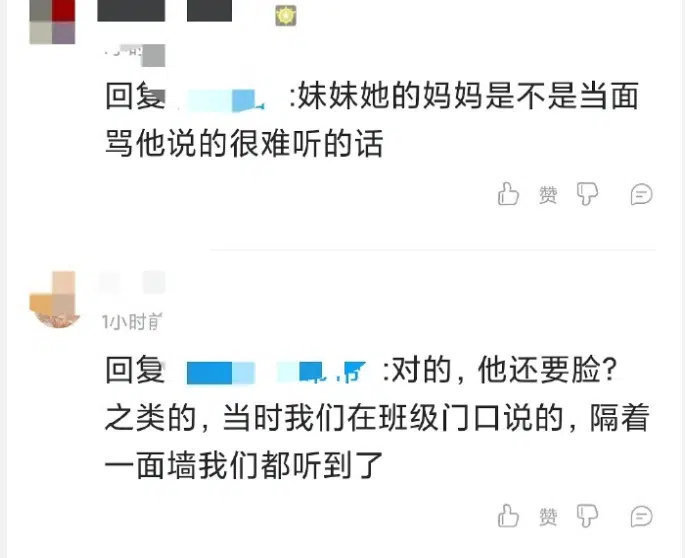 回复 :妹妹她的妈妈是不是当面
骂他说的很难听的话
赞
1小时前
回复 :对的, 他还要脸?
之类的, 当时我们在班级门口说的, 隔着
一面墙我们都听到了
赞